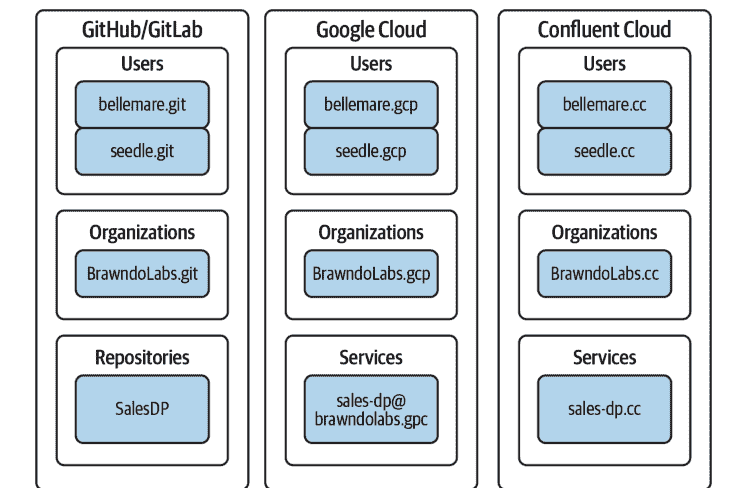 GitHub/GitLab
Users
bellemare.git
seedle.git
Organizations
BrawndoLabs.git
Repositories
SalesDP
Google Cloud
Users
bellemare.gcp
seedle.gcp
Organizations
BrawndoLabs.gcp
Services
sales-dp@
brawndolabs.gpc
Confluent Cloud
Users
bellemare.cc
seedle.cc
Organizations
BrawndoLabs.cc
Services
sales-dp.cc